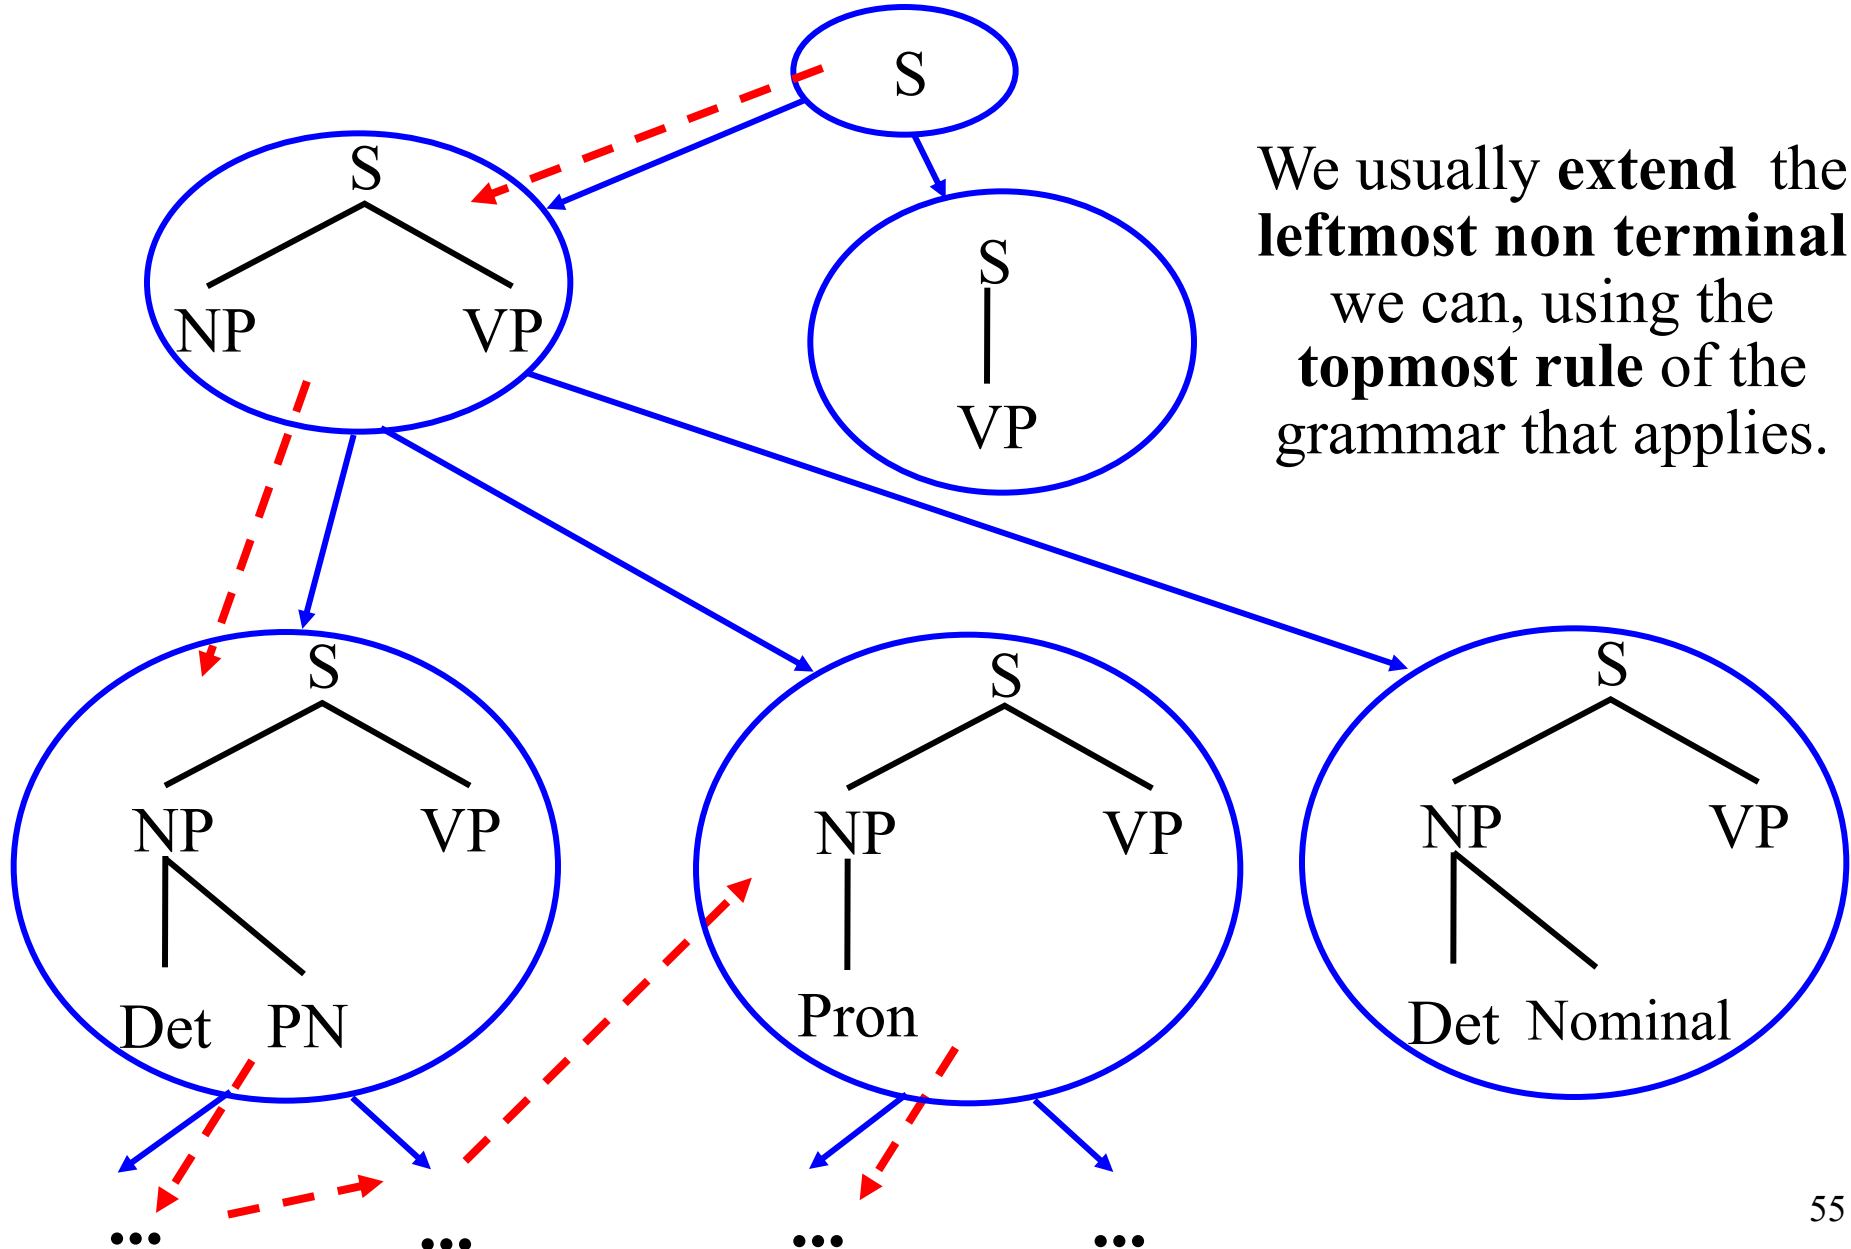 S
S
NP VP
S
VP
We usually extend the
leftmost non terminal
we can, using the
topmost rule of the
grammar that applies.
S
NP VP
Det PN
S
NP VP
Pron
S
NP VP
Det Nominal
...
...
...
...
55